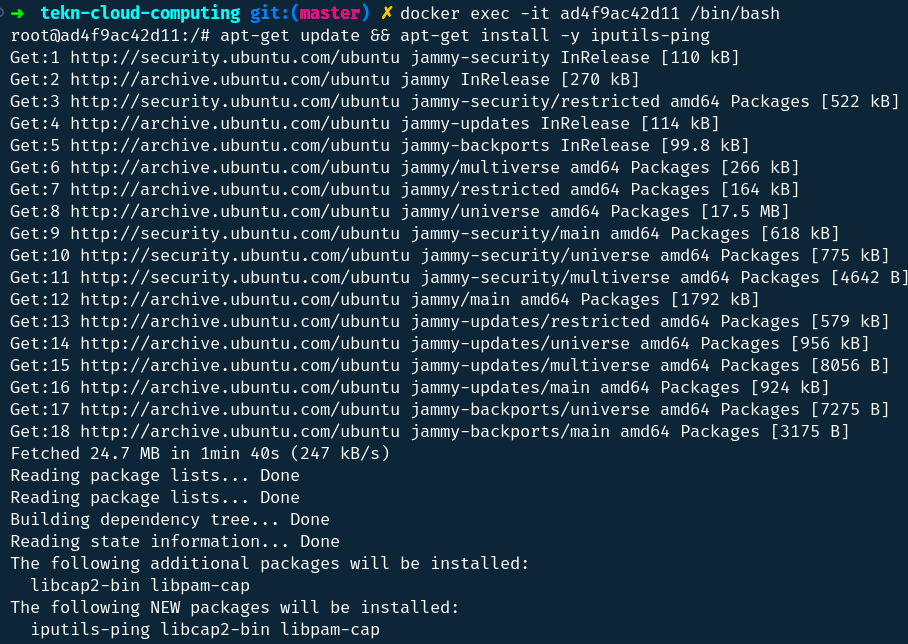 ➜ tekn-cloud-computing git:(master) ✗ docker exec -it ad4f9ac42d11 /bin/bash
root@ad4f9ac42d11:/# apt-get update && apt-get install -y iputils-ping
Get:1 http://security.ubuntu.com/ubuntu jammy-security InRelease [110 kB]
Get:2 http://archive.ubuntu.com/ubuntu jammy InRelease [270 kB]
Get:3 http://security.ubuntu.com/ubuntu jammy-security/restricted amd64 Packages [522 kB]
Get:4 http://archive.ubuntu.com/ubuntu jammy-updates InRelease [114 kB]
Get:5 http://archive.ubuntu.com/ubuntu jammy-backports InRelease [99.8 kB]
Get:6 http://archive.ubuntu.com/ubuntu jammy/multiverse amd64 Packages [266 kB]
Get:7 http://archive.ubuntu.com/ubuntu jammy/restricted amd64 Packages [164 kB]
Get:8 http://archive.ubuntu.com/ubuntu jammy/universe amd64 Packages [17.5 MB]
Get:9 http://security.ubuntu.com/ubuntu jammy-security/main amd64 Packages [618 kB]
Get:10 http://security.ubuntu.com/ubuntu jammy-security/universe amd64 Packages [775 kB]
Get:11 http://security.ubuntu.com/ubuntu jammy-security/multiverse amd64 Packages [4642 B]
Get:12 http://archive.ubuntu.com/ubuntu jammy/main amd64 Packages [1792 kB]
Get:13 http://archive.ubuntu.com/ubuntu jammy-updates/restricted amd64 Packages [579 kB]
Get:14 http://archive.ubuntu.com/ubuntu jammy-updates/universe amd64 Packages [956 kB]
Get:15 http://archive.ubuntu.com/ubuntu jammy-updates/multiverse amd64 Packages [8056 B]
Get:16 http://archive.ubuntu.com/ubuntu jammy-updates/main amd64 Packages [924 kB]
Get:17 http://archive.ubuntu.com/ubuntu jammy-backports/universe amd64 Packages [7275 B]
Get:18 http://archive.ubuntu.com/ubuntu jammy-backports/main amd64 Packages [3175 B]
Fetched 24.7 MB in 1min 40s (247 kB/s)
Reading package lists... Done
Reading package lists... Done
Building dependency tree... Done
Reading state information... Done
The following additional packages will be installed:
  libcap2-bin libpam-cap
The following NEW packages will be installed:
  iputils-ping libcap2-bin libpam-cap